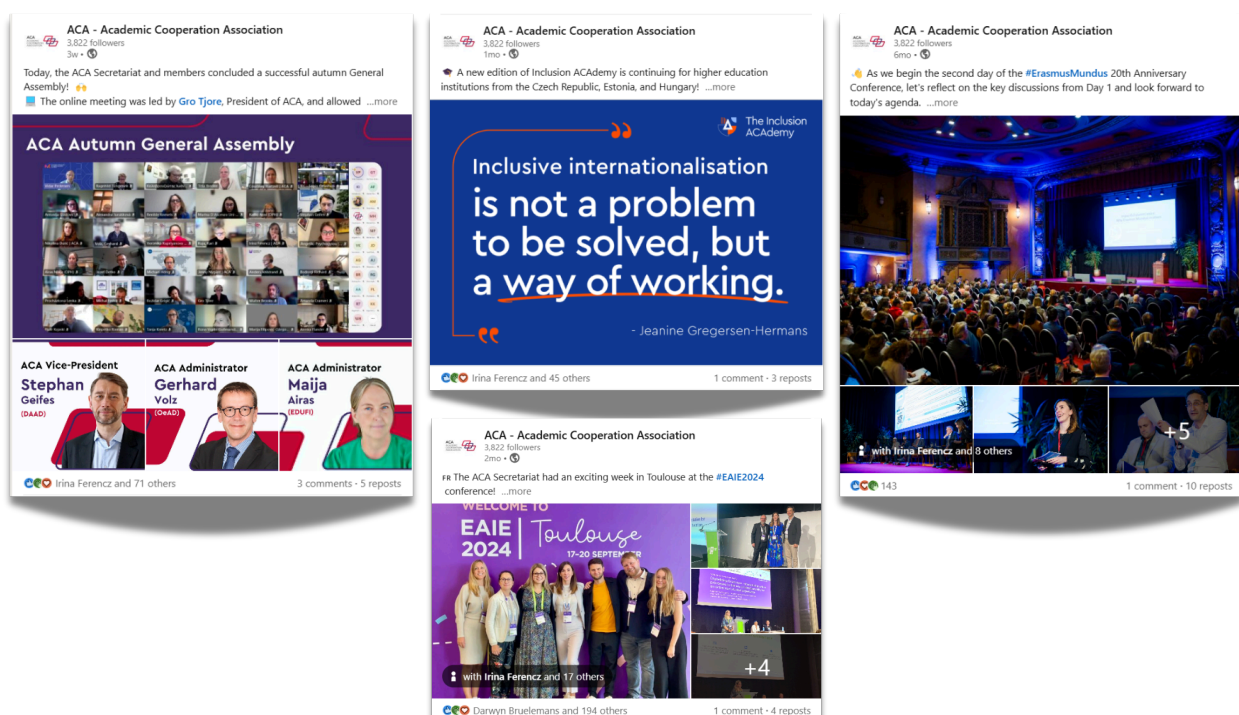 ACA - Academic Cooperation Association
3,822 followers
3w •
Today, the ACA Secretariat and members concluded a successful autumn General
Assembly! 🙌
The online meeting was led by Gro Tjore, President of ACA, and allowed ...more
ACA Autumn General Assembly
ACA Vice-President
Stephan
Geifes
(DAAD)
ACA Administrator
Gerhard
Volz
(OeAD)
ACA Administrator
Maija
Airas
(EDUFI)
Irina Ferencz and 71 others
3 comments · 5 reposts
ACA - Academic Cooperation Association
3,822 followers
1mo •
🎓 A new edition of Inclusion ACAdemy is continuing for higher education
institutions from the Czech Republic, Estonia, and Hungary! ...more
The Inclusion
ACAdemy
Inclusive internationalisation
is not a problem
to be solved, but
a way of working.
- Jeanine Gregersen-Hermans
Irina Ferencz and 45 others
1 comment · 3 reposts
ACA - Academic Cooperation Association
3,822 followers
2mo •
FR The ACA Secretariat had an exciting week in Toulouse at the #EAIE2024
conference! ...more
WELCOME TO
EAIE
2024
Toulouse
17-20 SEPTEMBER
with Irina Ferencz and 17 others
+4
Darwyn Bruelemans and 194 others
1 comment · 4 reposts
ACA - Academic Cooperation Association
3,822 followers
6mo •
As we begin the second day of the #ErasmusMundus 20th Anniversary
Conference, let's reflect on the key discussions from Day 1 and look forward to
today's agenda. ...more
with Irina Ferencz and 8 others
+5
143
1 comment · 10 reposts